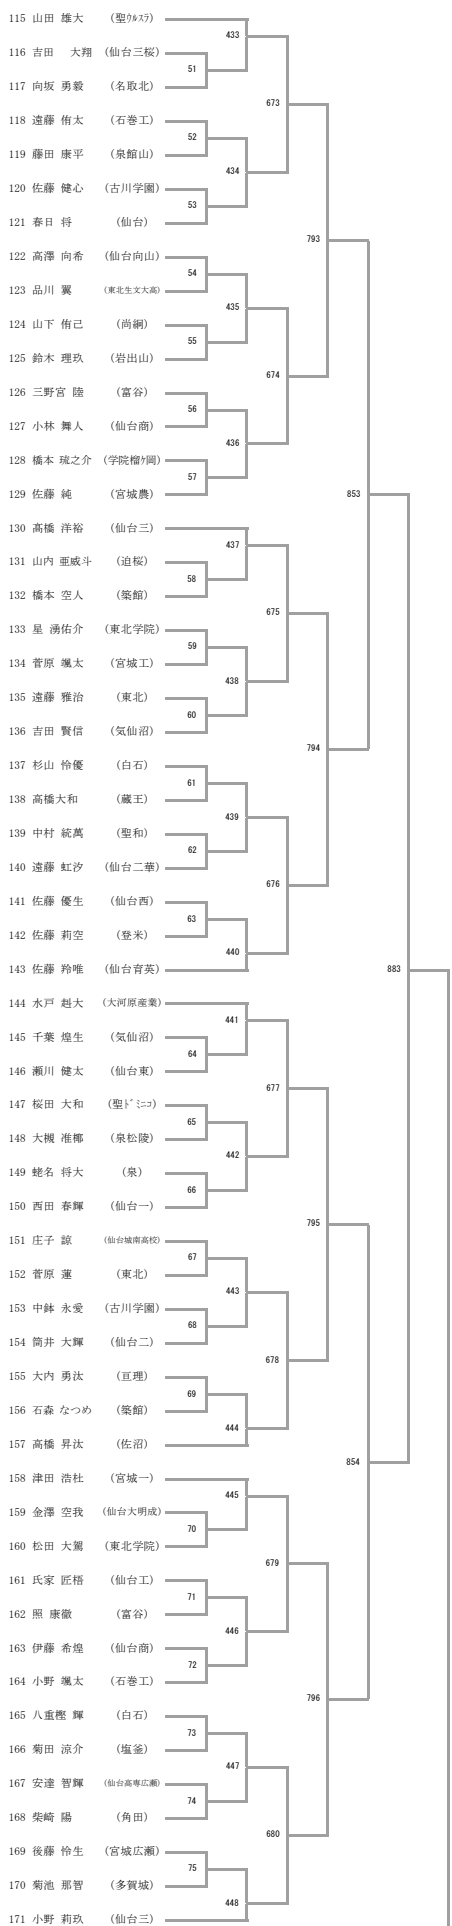 115 山田 雄大 (聖ウルスラ)
433
116 吉田 大翔 (仙台三桜)
51
117 向坂 勇毅 (名取北)
673
118 遠藤 侑太 (石巻工)
52
119 藤田 康平 (泉館山)
434
120 佐藤 健心 (古川学園)
53
121 春日 将 (仙台)
793
122 高澤 向希 (仙台向山)
54
123 品川 翼 (東北生文大高)
435
124 山下 侑己 (尚絅)
55
125 鈴木 理玖 (岩出山)
674
126 三野宮 陸 (富谷)
56
127 小林 舞人 (仙台商)
436
128 橋本 琉之介 (学院榴ケ岡)
57
129 佐藤 純 (宮城農)
853
130 髙橋 洋裕 (仙台三)
437
131 山内 亜威斗 (迫桜)
58
132 橋本 空人 (築館)
675
133 星 湧佑介 (東北学院)
59
134 菅原 颯太 (宮城工)
438
135 遠藤 雅治 (東北)
60
136 吉田 賢信 (気仙沼)
794
137 杉山 怜優 (白石)
61
138 高橋大和 (蔵王)
439
139 中村 統萬 (聖和)
62
140 遠藤 虹汐 (仙台二華)
676
141 佐藤 優生 (仙台西)
63
142 佐藤 莉空 (登米)
440
143 佐藤 羚唯 (仙台育英)
883
144 水戸 赳大 (大河原産業)
441
145 千葉 煌生 (気仙沼)
64
146 瀬川 健太 (仙台東)
677
147 桜田 大和 (聖ドミニコ)
65
148 大槻 准椰 (泉松陵)
442
149 蛯名 将大 (泉)
66
150 西田 春輝 (仙台一)
795
151 庄子 諒 (仙台城南高校)
67
152 菅原 蓮 (東北)
443
153 中鉢 永愛 (古川学園)
68
154 筒井 大輝 (仙台二)
678
155 大内 勇汰 (亘理)
69
156 石森 なつめ (築館)
444
157 高橋 昇汰 (佐沼)
854
158 津田 浩杜 (宮城一)
445
159 金澤 空我 (仙台大明成)
70
160 松田 大駕 (東北学院)
679
161 氏家 匠梧 (仙台工)
71
162 照 康徹 (富谷)
446
163 伊藤 希煌 (仙台商)
72
164 小野 颯太 (石巻工)
796
165 八重樫 輝 (白石)
73
166 菊田 涼介 (塩釜)
447
167 安達 智輝 (仙台高専広瀬)
74
168 柴崎 陽 (角田)
680
169 後藤 怜生 (宮城広瀬)
75
170 菊池 那智 (多賀城)
448
171 小野 莉玖 (仙台三)